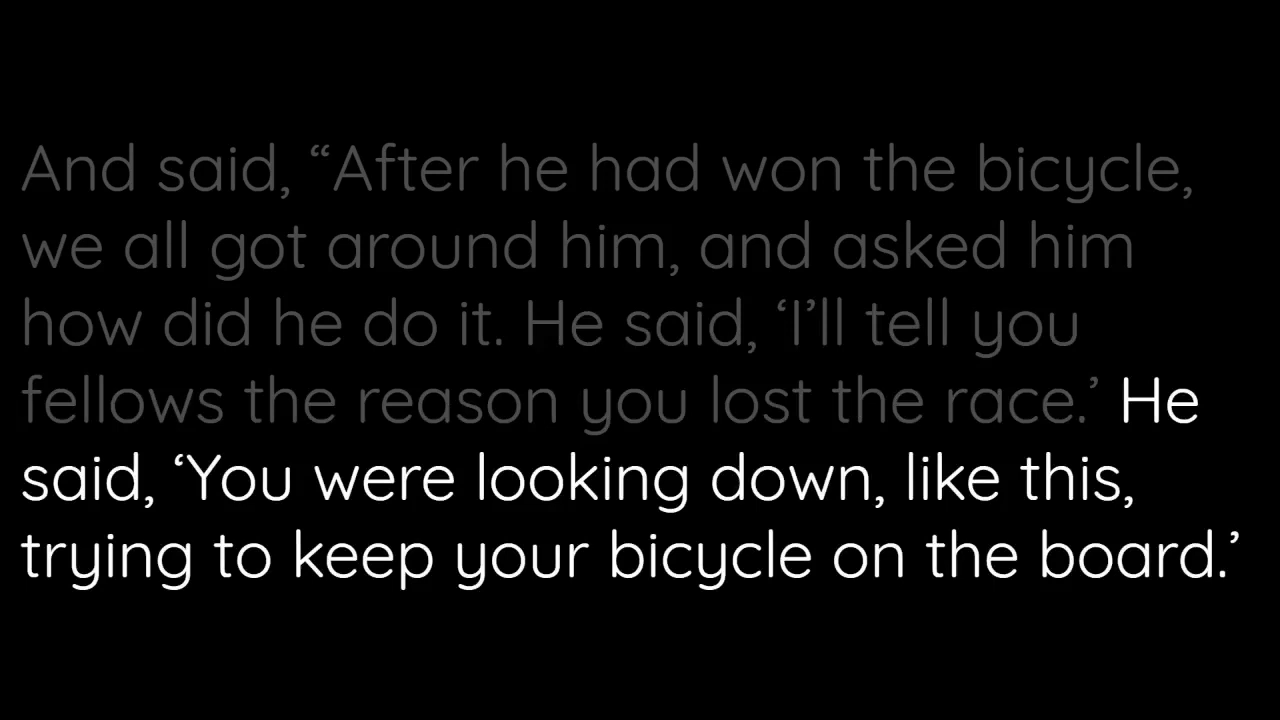 And said, “After he had won the bicycle,
we all got around him, and asked him
how did he do it. He said, ‘I’ll tell you
fellows the reason you lost the race.’ He
said, ‘You were looking down, like this,
trying to keep your bicycle on the board.’